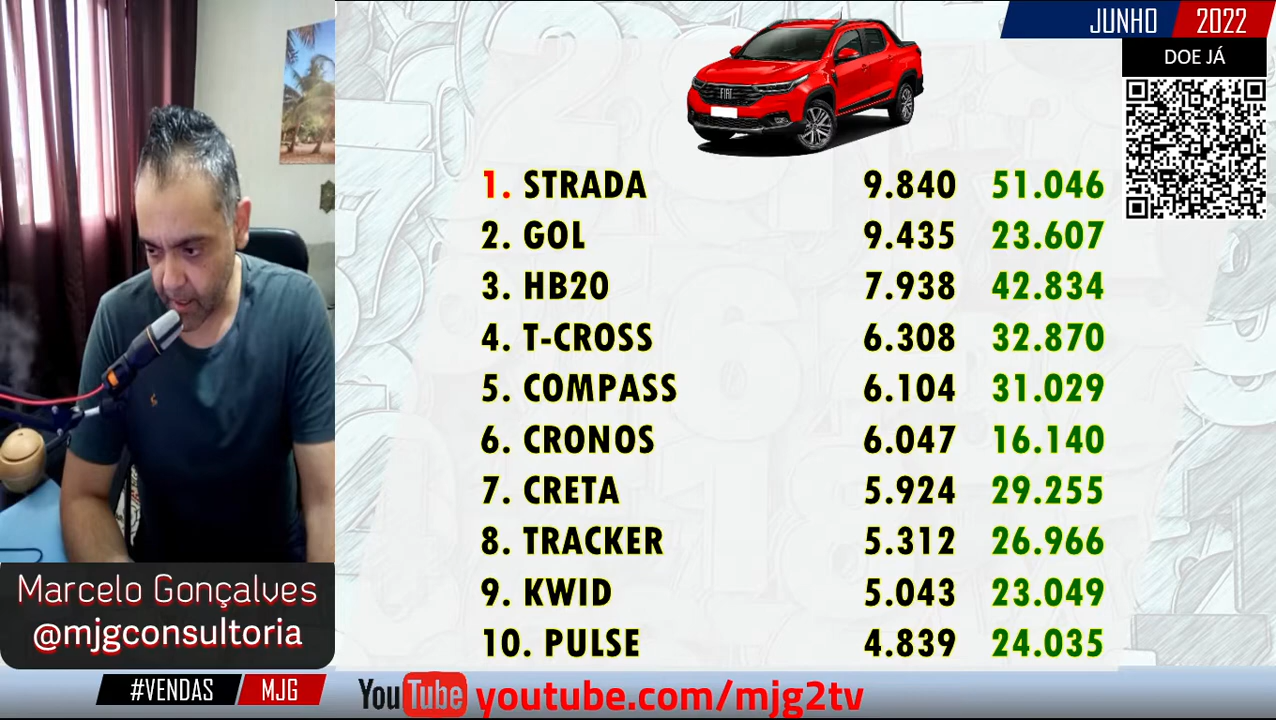 JUNHO 2022
DOE JÁ
FIAT
1. STRADA 9.840 51.046
2. GOL 9.435 23.607
3. HB20 7.938 42.834
4. T-CROSS 6.308 32.870
5. COMPASS 6.104 31.029
6. CRONOS 6.047 16.140
7. CRETA 5.924 29.255
8. TRACKER 5.312 26.966
9. KWID 5.043 23.049
10. PULSE 4.839 24.035
Marcelo Gonçalves
@mjgconsultoria
#VENDAS MJG YouTube youtube.com/mjg2tv